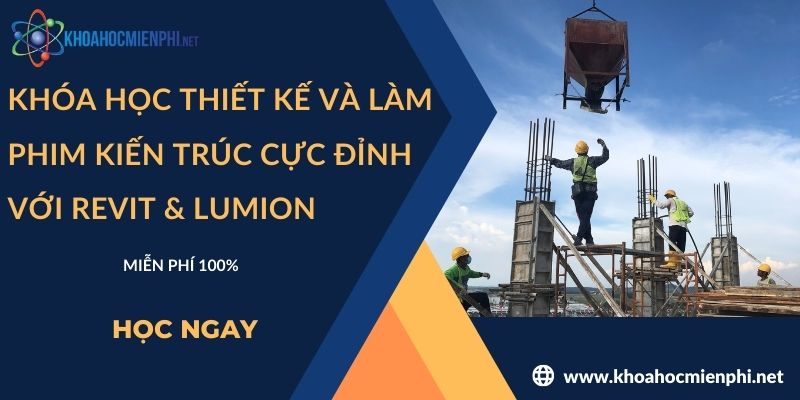 KHOAHOCMIENPHI.NET
KHÓA HỌC THIẾT KẾ VÀ LÀM
PHIM KIẾN TRÚC CỰC ĐỈNH
VỚI REVIT & LUMION
MIỄN PHÍ 100%
HỌC NGAY
www.khoahocmienphi.net